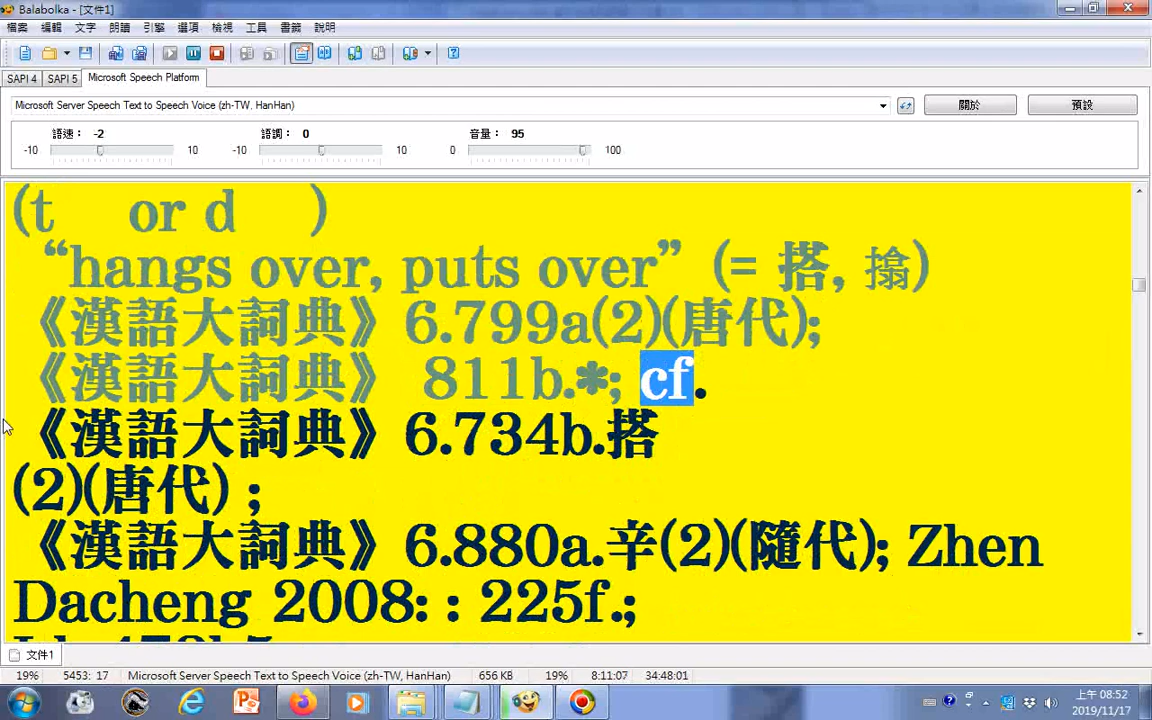 Balabolka - [文件1]
檔案 編輯 文字 朗讀 引擎 選項 檢視 工具 書籤 說明
SAPI 4 SAPI 5 Microsoft Speech Platform
Microsoft Server Speech Text to Speech Voice (zh-TW, HanHan) 關於 預設
語速： -2 語調： 0 音量： 95
-10 10 -10 10 0 100
(t or d )
“hangs over, puts over” (= 搭, 搨)
《漢語大詞典》 6.799a(2)(唐代);
《漢語大詞典》 811b.*; cf.
《漢語大詞典》 6.734b.搭
(2)(唐代) ;
《漢語大詞典》 6.880a.辛(2)(隨代); Zhen
Dacheng 2008: : 225f.;
文件1
19% 5453: 17 Microsoft Server Speech Text to Speech Voice (zh-TW, HanHan) 656 KB 19% 8:11:07 34:48:01
上午 08:52
2019/11/17